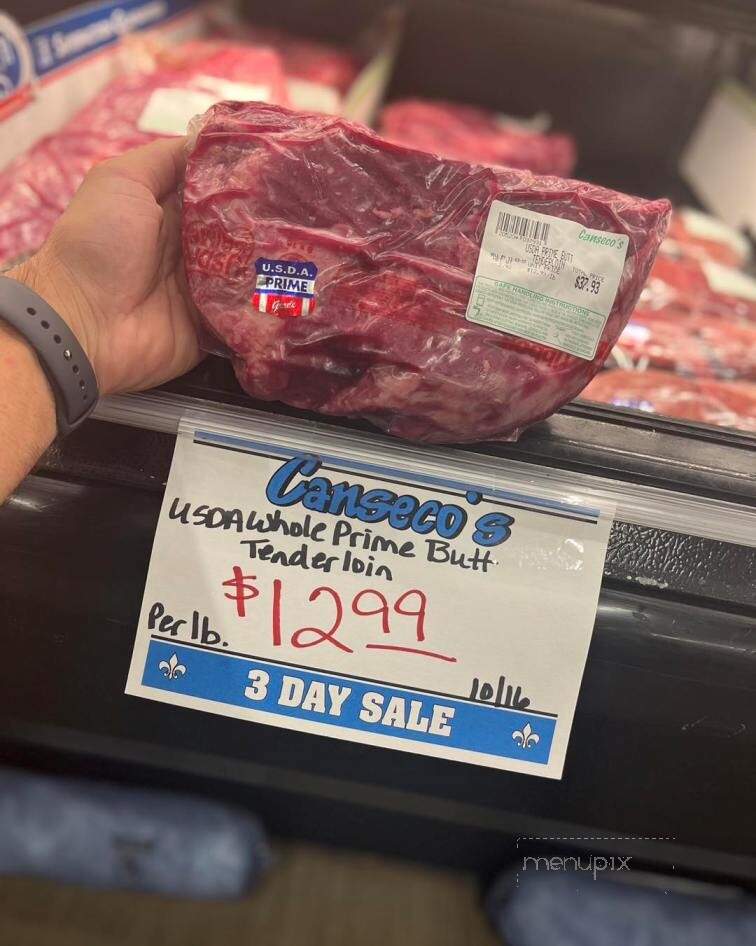 U.S.D.A.
PRIME
Canseco's
USDA PRIME BUTT
TENDERLOIN
$37.93
SAFE HANDLING INSTRUCTIONS
Canseco's
USDA Whole Prime Butt
Tenderloin
$12.99
Per lb.
10/16
3 DAY SALE
menupix